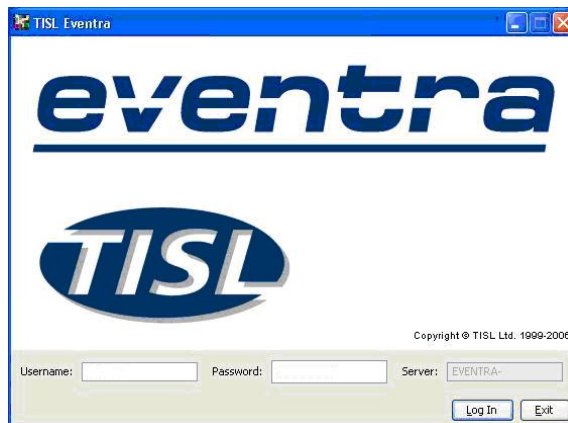 TISL Eventra
eventra
TISL
Copyright © TISL Ltd. 1999-2006
Username: Password: Server: EVENTRA-
Log In Exit